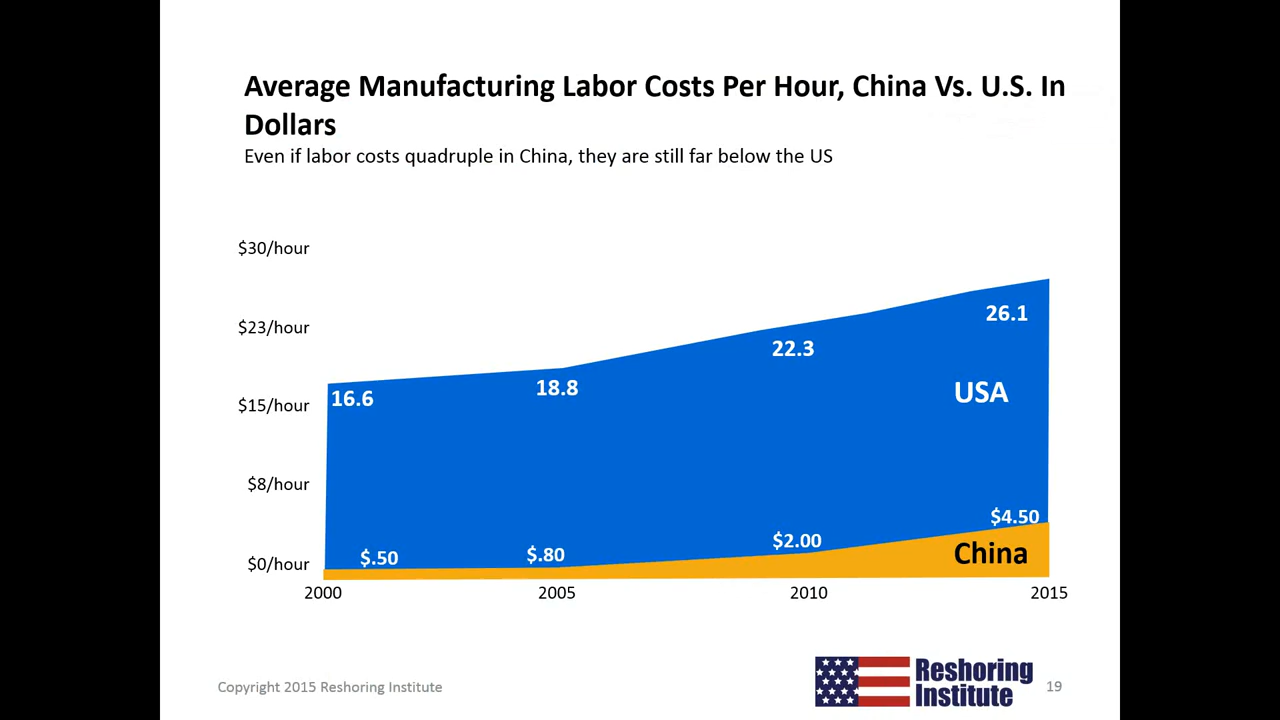 Average Manufacturing Labor Costs Per Hour, China Vs. U.S. In
Dollars
Even if labor costs quadruple in China, they are still far below the US
$30/hour
$23/hour
$15/hour
$8/hour
$0/hour
16.6
18.8
22.3
26.1
USA
$.50
$.80
$2.00
$4.50
China
2000
2005
2010
2015
Copyright 2015 Reshoring Institute
Reshoring
Institute
19